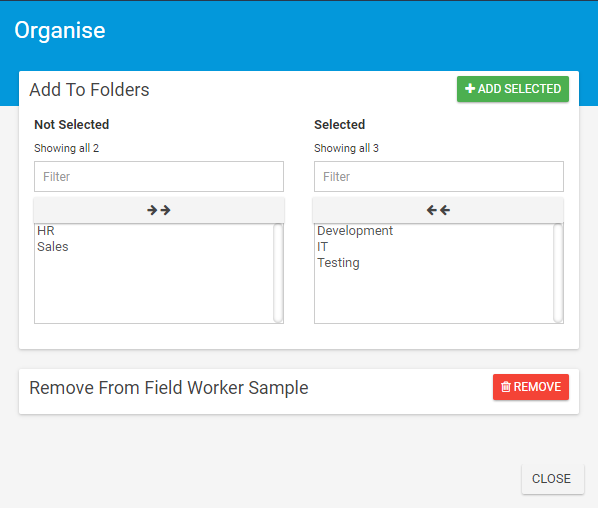 Organise
Add To Folders
ADD SELECTED
Not Selected
Selected
Showing all 2
Showing all 3
Filter
Filter
HR
Sales
Development
IT
Testing
Remove From Field Worker Sample
REMOVE
CLOSE